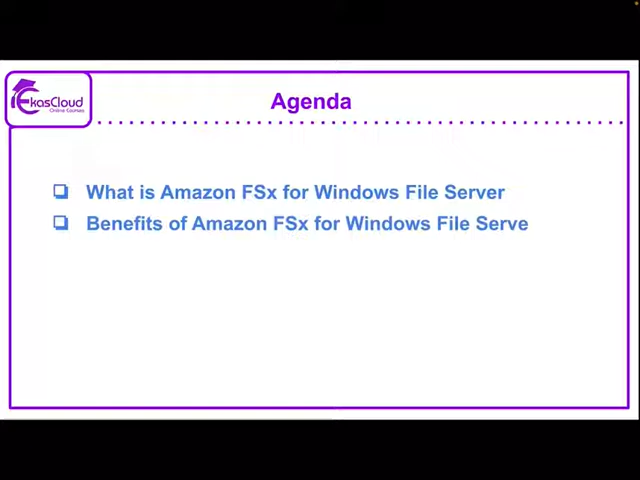 EkasCloud
Online Courses
Agenda
What is Amazon FSx for Windows File Server
Benefits of Amazon FSx for Windows File Serve